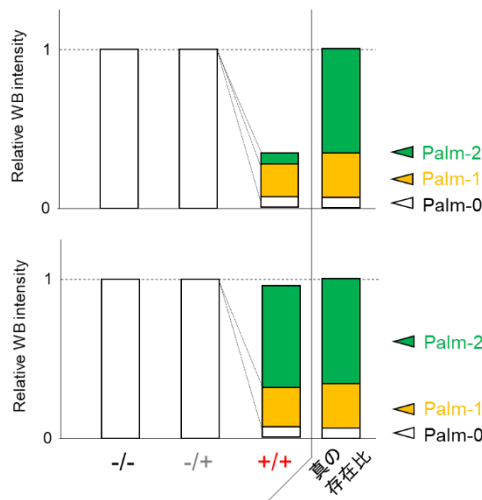 Relative WB intensity
1
0
Palm-2
Palm-1
Palm-0
Relative WB intensity
1
0
Palm-2
Palm-1
Palm-0
-/-
-/+
+/+
真の
存在比